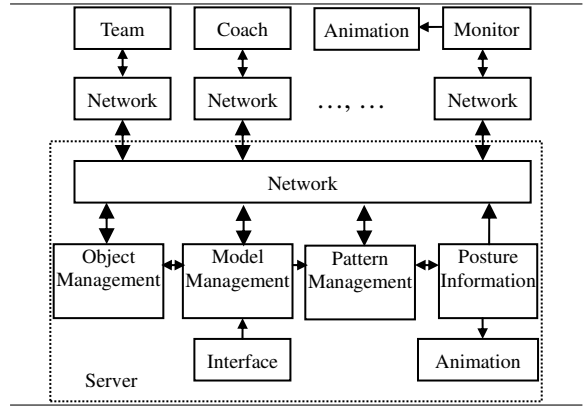 Team
Coach
Animation
Monitor
Network
Network
…, …
Network
Network
Object
Management
Model
Management
Pattern
Management
Posture
Information
Interface
Animation
Server